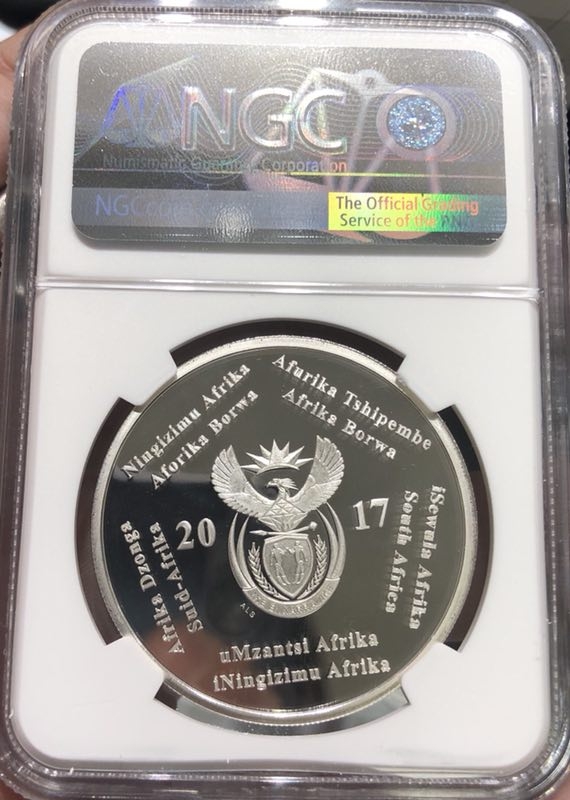 NGC
Numismatic Guaranty Corporation
NGC
The Official Grading
Service of the
Ningizimu Afrika
Aforika Borwa
Afurika Tshipembe
Afrika Borwa
iSewula Afrika
South Africa
20
17
Afrika Dzonga
Suid-Afrika
ALS
uMzantsi Afrika
iNingizimu Afrika